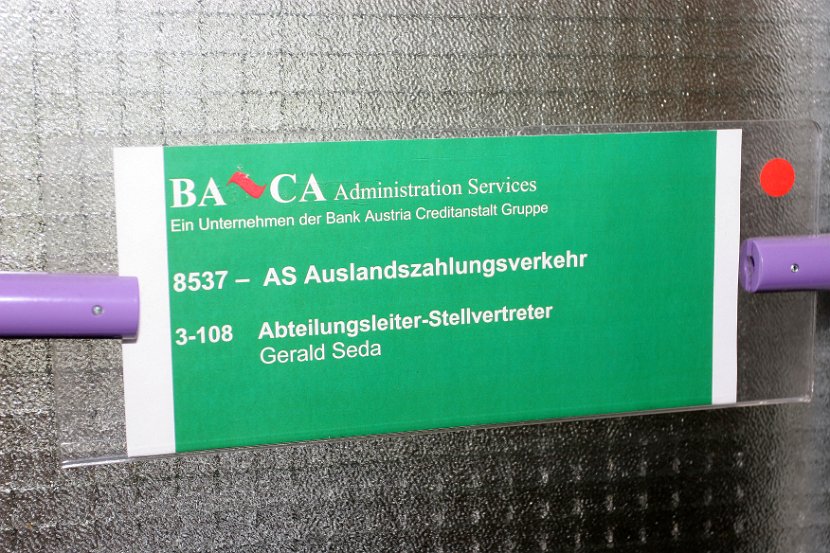 BA CA Administration Services
Ein Unternehmen der Bank Austria Creditanstalt Gruppe
8537 – AS Auslandszahlungsverkehr
3-108 Abteilungsleiter-Stellvertreter
Gerald Seda